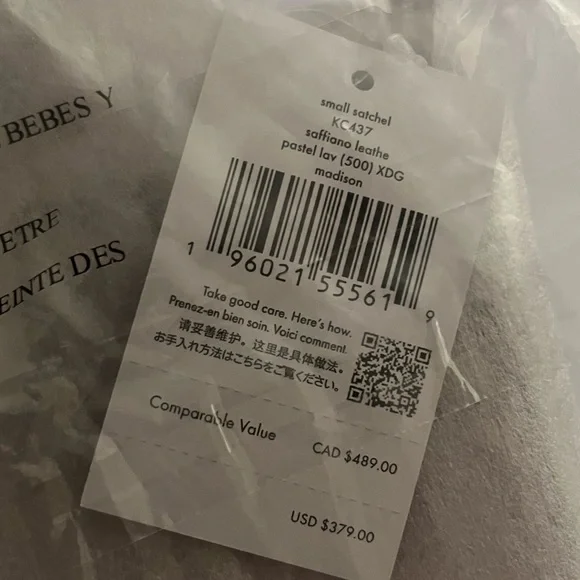 BEBES Y
ETRE
EINTE DES
small satchel
KC437
saffiano leathe
pastel lav (500) XDG
madison
1 96021 55561 9
Take good care. Here's how.
Prenez-en bien soin. Voici comment.
请妥善维护。这里是具体做法。
お手入れ方法はこちらをご覧ください。
Comparable Value
CAD $489.00
USD $379.00